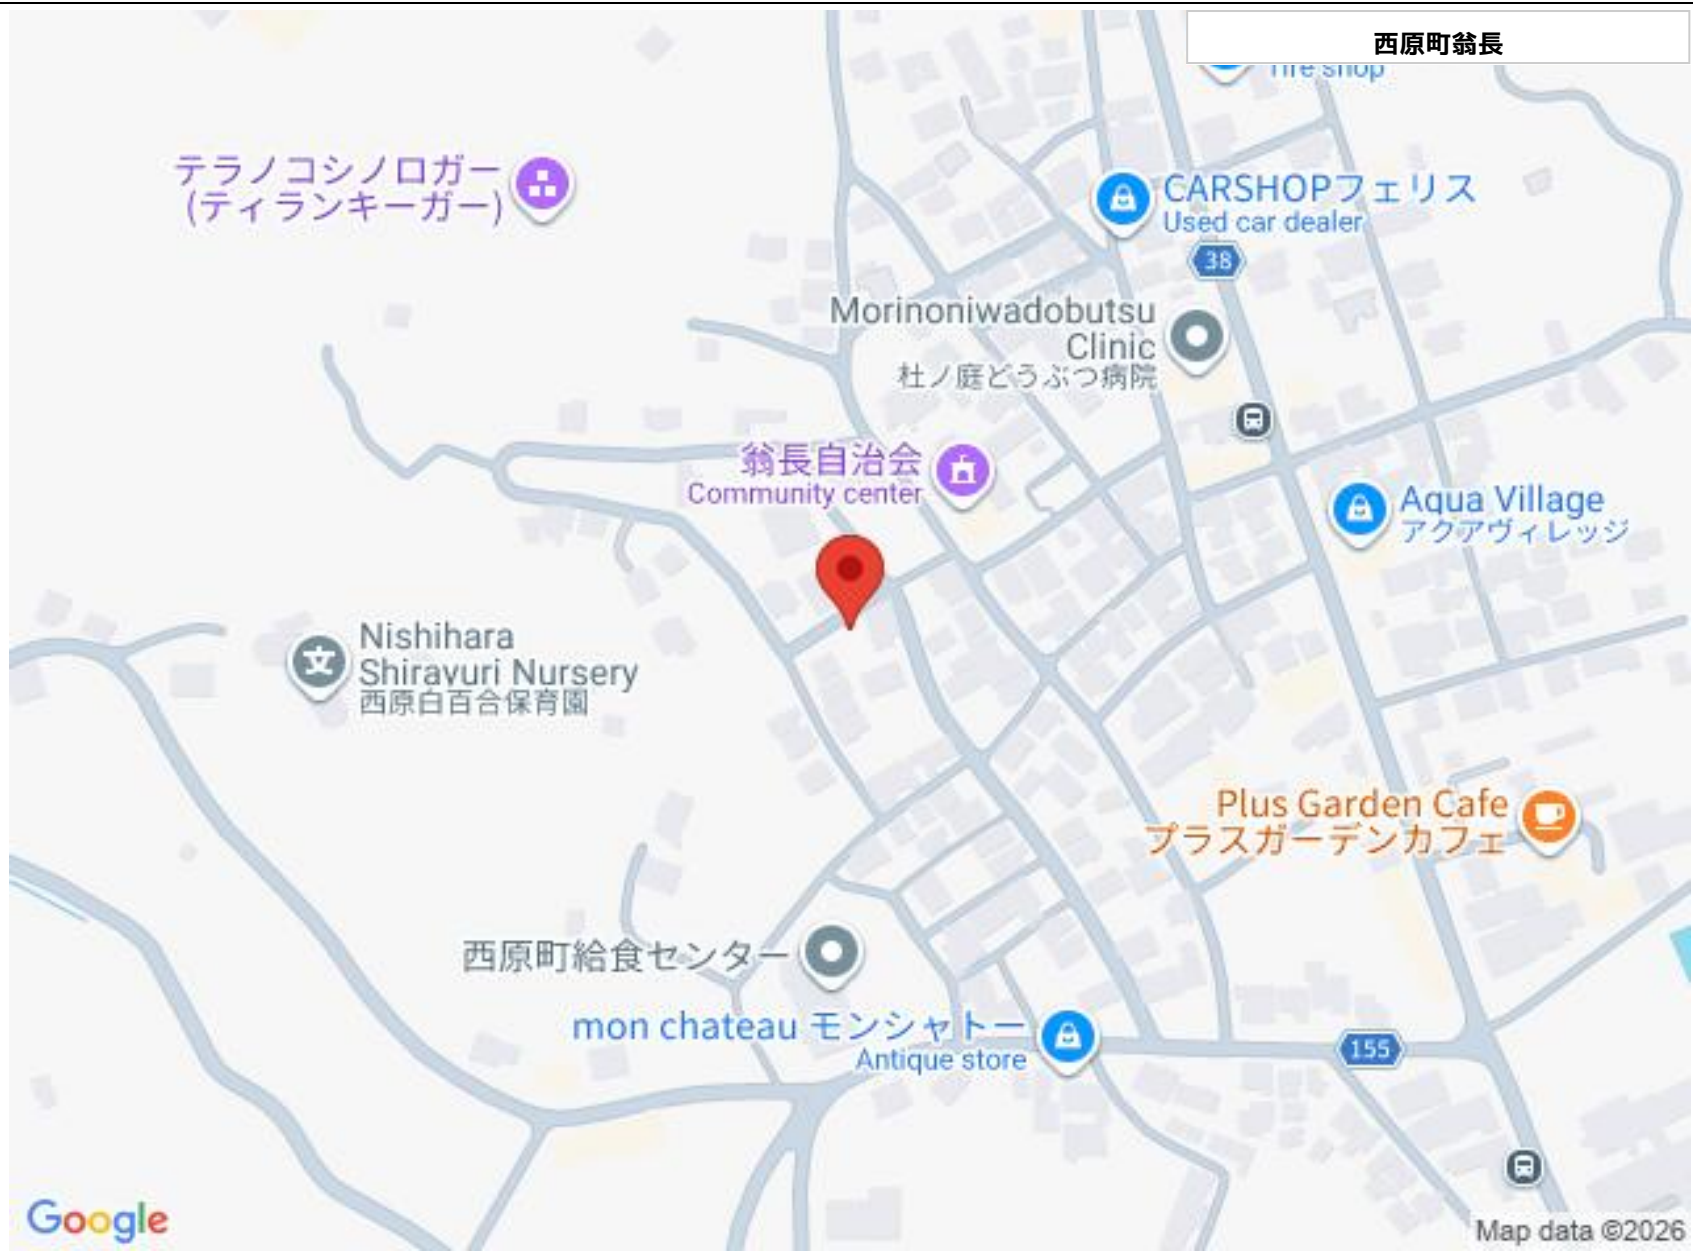 西原町翁長
Tire shop
テラノコシノロガー
(ティランキーガー)
CARSHOPフェリス
Used car dealer
38
Morinoniwadobutsu
Clinic
杜ノ庭どうぶつ病院
翁長自治会
Community center
Aqua Village
アクアヴィレッジ
Nishihara
Shirayuri Nursery
西原白百合保育園
Plus Garden Cafe
プラスガーデンカフェ
西原町給食センター
mon chateau モンシャトー
Antique store
155
Google
Map data ©2026